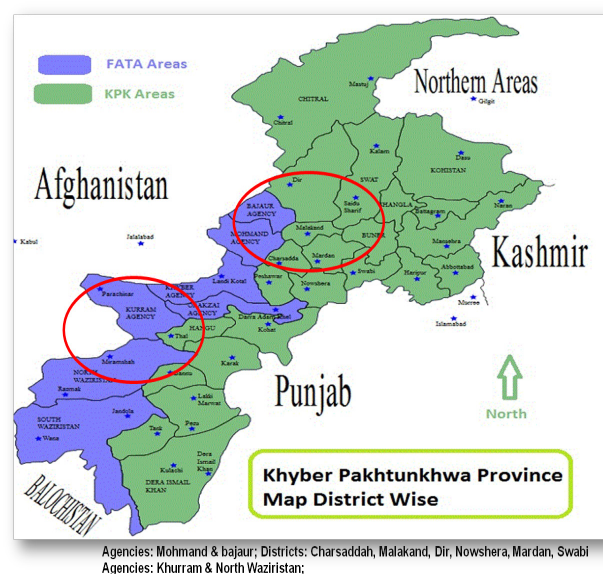 FATA Areas
KPK Areas
Mastuj
Northern Areas
Gilgit
CHITRAL
Chitral
Kalam
Dasu
KOHISTAN
Dir
SWAT
Afghanistan
BAJAUR
AGENCY
Saidu
Sharif
SHANGLA
Battagram
Naran
Malakand
BUNER
MOHMAND
AGENCY
Kabul
Jalalabad
Mansehra
Kashmir
Charsadda
Mardan
Swabi
Haripur
Abbottabad
Landi Kotal
Peshawar
Nowshera
KHYBER
AGENCY
Parachinar
Murree
Islamabad
KURRAM
AGENCY
ORAKZAI
AGENCY
Darra Adam Khel
Kohat
HANGU
Thal
Miramshah
Karak
NORTH
WAZIRISTAN
Bannu
Razmak
Punjab
Lakki
Marwat
North
SOUTH
WAZIRISTAN
Jandola
Wana
Tank
Pezu
Dera
Ismail
Khan
Kulachi
DERA ISMAIL
KHAN
BALOCHISTAN
Khyber Pakhtunkhwa Province
Map District Wise
Agencies: Mohmand & bajaur; Districts: Charsaddah, Malakand, Dir, Nowshera, Mardan, Swabi
Agencies: Khurram & North Waziristan;